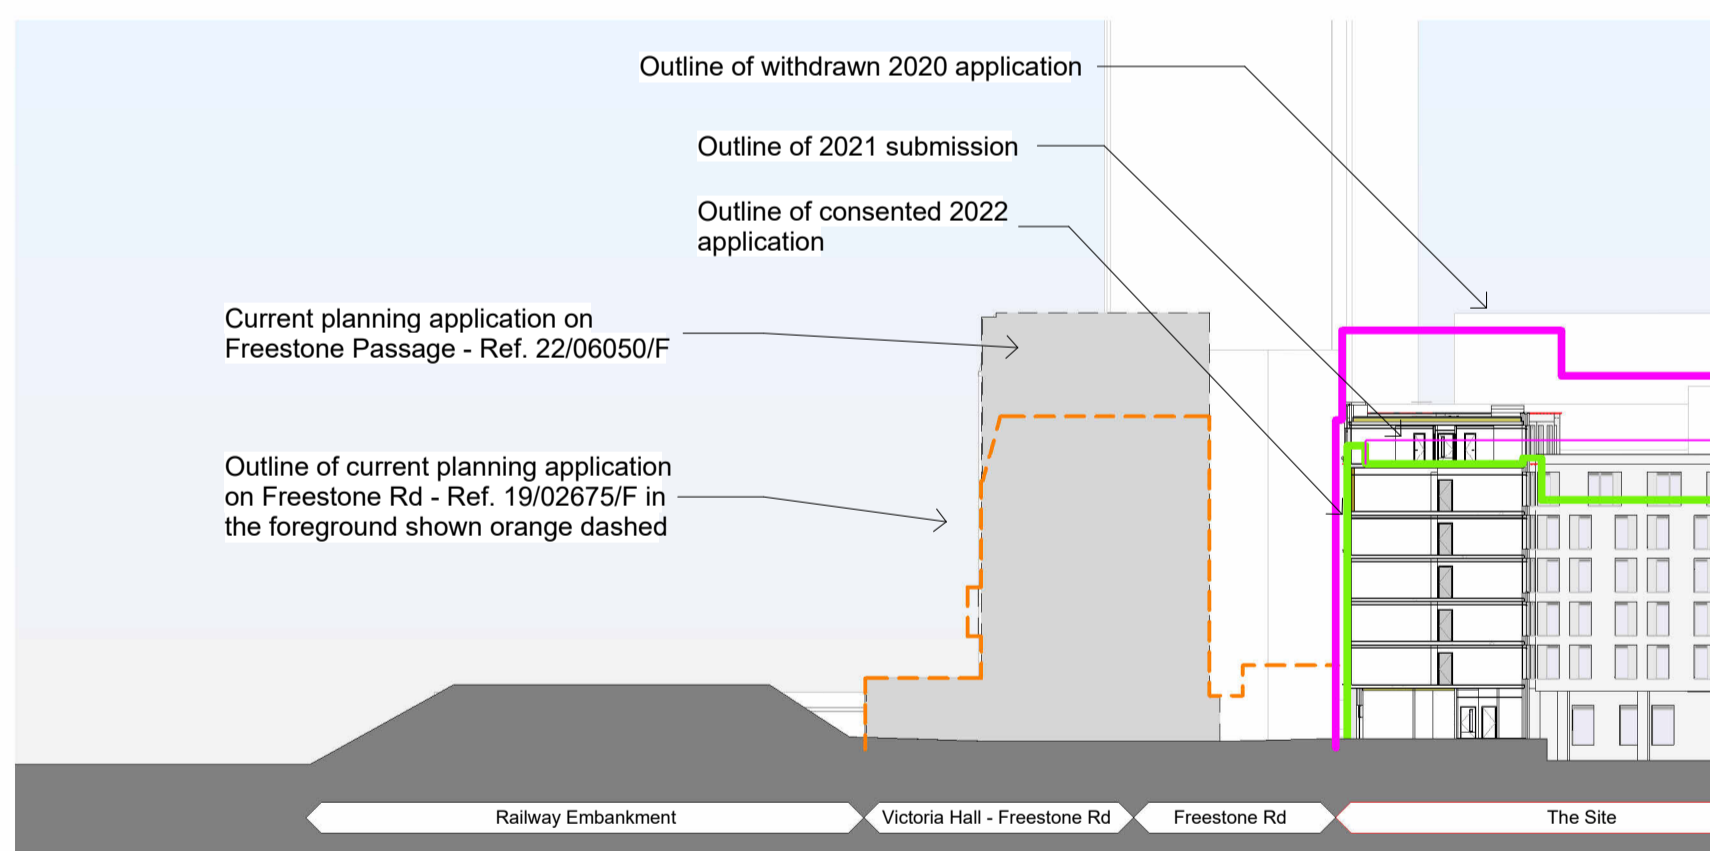 Outline of withdrawn 2020 application
Outline of 2021 submission
Outline of consented 2022
application
Current planning application on
Freestone Passage - Ref. 22/06050/F
Outline of current planning application
on Freestone Rd - Ref. 19/02675/F in
the foreground shown orange dashed
Railway Embankment
Victoria Hall - Freestone Rd
Freestone Rd
The Site